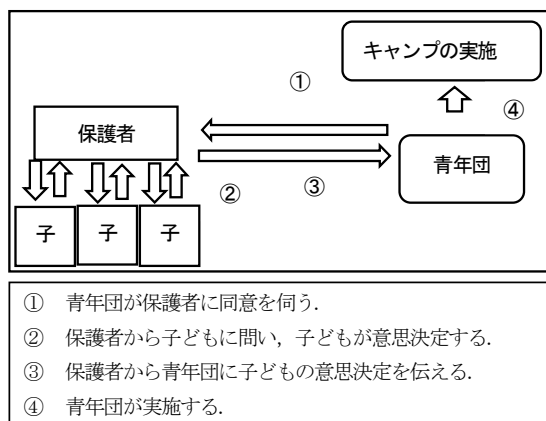 キャンプの実施
①
④
保護者
青年団
②
③
子 子 子
① 青年団が保護者に同意を伺う.
② 保護者から子どもに問い,子どもが意思決定する.
③ 保護者から青年団に子どもの意思決定を伝える.
④ 青年団が実施する.